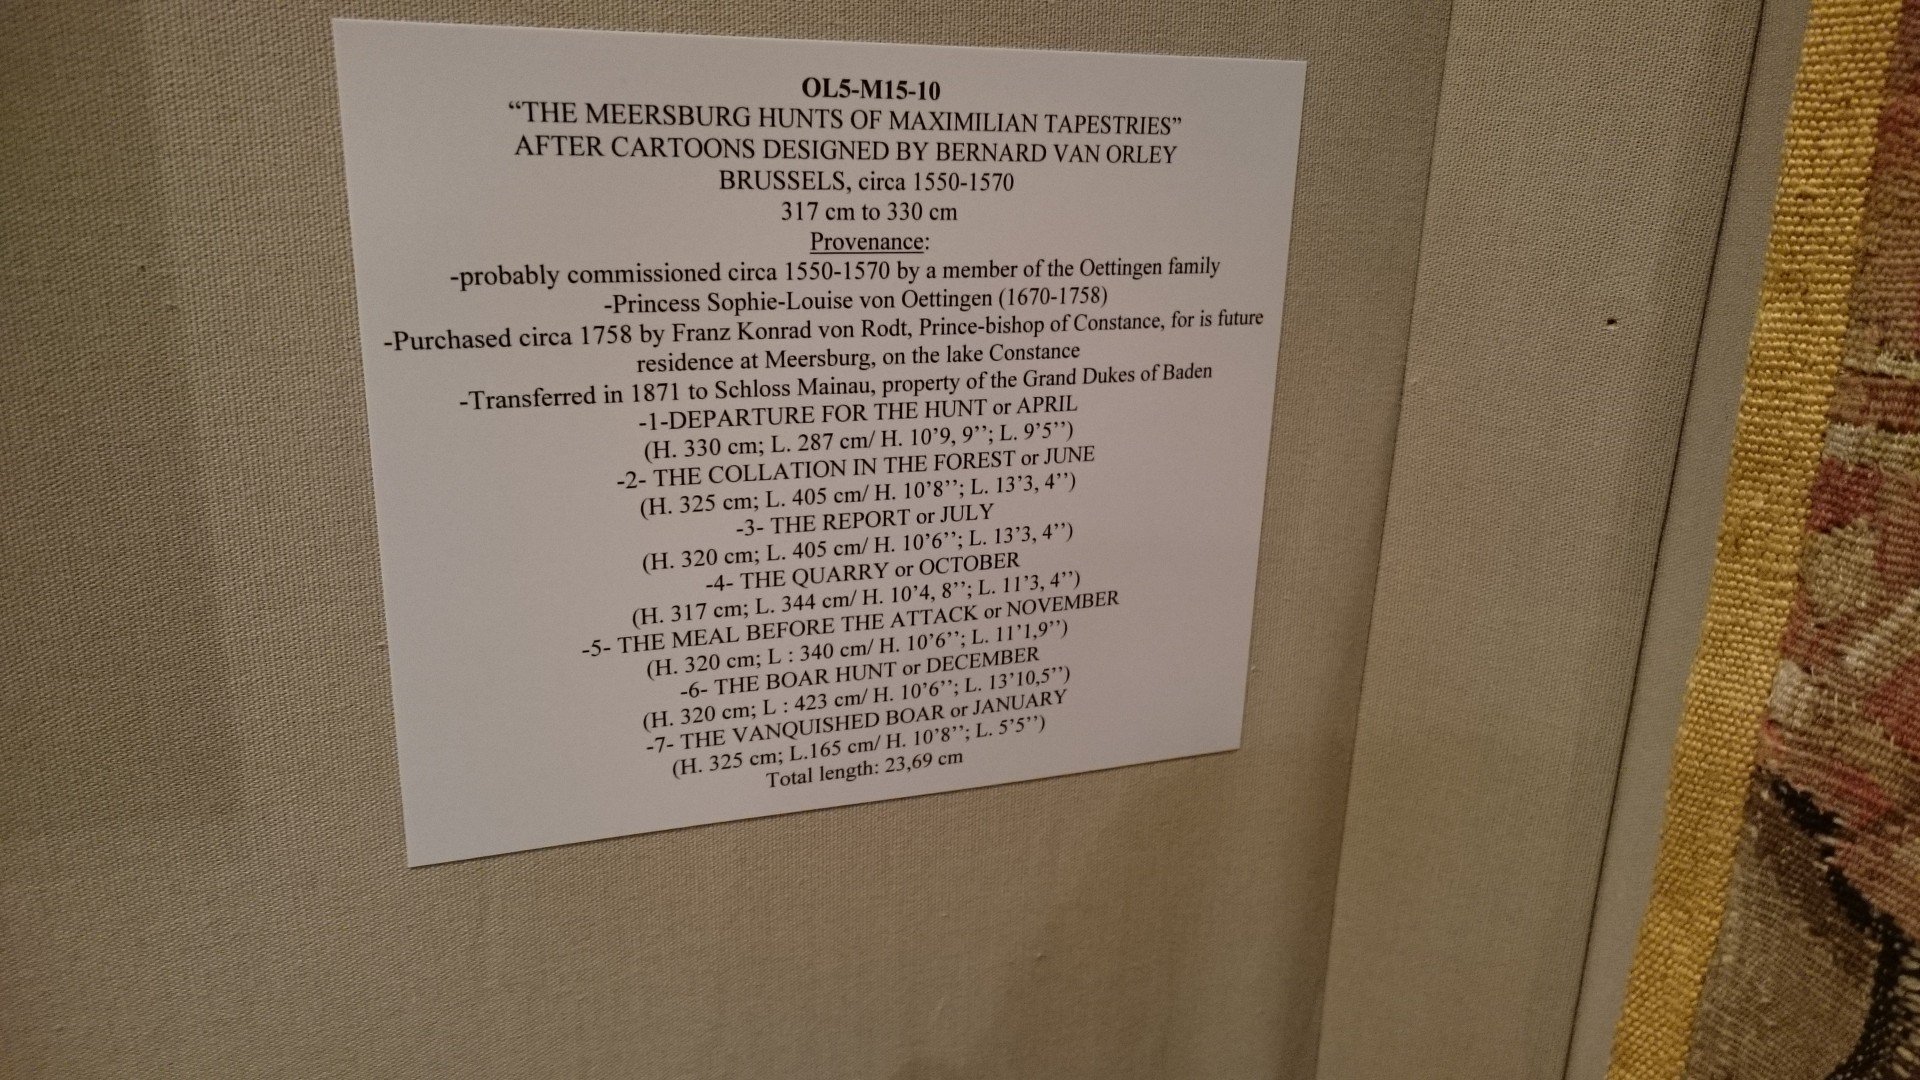 OL5-M15-10
“THE MEERSBURG HUNTS OF MAXIMILIAN TAPESTRIES”
AFTER CARTOONS DESIGNED BY BERNARD VAN ORLEY
BRUSSELS, circa 1550-1570
317 cm to 330 cm
Provenance:
-probably commissioned circa 1550-1570 by a member of the Oettingen family
-Princess Sophie-Louise von Oettingen (1670-1758)
-Purchased circa 1758 by Franz Konrad von Rodt, Prince-bishop of Constance, for is future
residence at Meersburg, on the lake Constance
-Transferred in 1871 to Schloss Mainau, property of the Grand Dukes of Baden
-1-DEPARTURE FOR THE HUNT or APRIL
(H. 330 cm; L. 287 cm/ H. 10’9, 9’’; L. 9’5’’)
-2- THE COLLATION IN THE FOREST or JUNE
(H. 325 cm; L. 405 cm/ H. 10’8’’; L. 13’3, 4’’)
-3- THE REPORT or JULY
(H. 320 cm; L. 405 cm/ H. 10’6’’; L. 13’3, 4’’)
-4- THE QUARRY or OCTOBER
(H. 317 cm; L. 344 cm/ H. 10’4, 8’’; L. 11’3, 4’’)
-5- THE MEAL BEFORE THE ATTACK or NOVEMBER
(H. 320 cm; L : 340 cm/ H. 10’6’’; L. 11’1,9’’)
-6- THE BOAR HUNT or DECEMBER
(H. 320 cm; L : 423 cm/ H. 10’6’’; L. 13’10,5’’)
-7- THE VANQUISHED BOAR or JANUARY
(H. 325 cm; L.165 cm/ H. 10’8’’; L. 5’5’’)
Total length: 23,69 cm